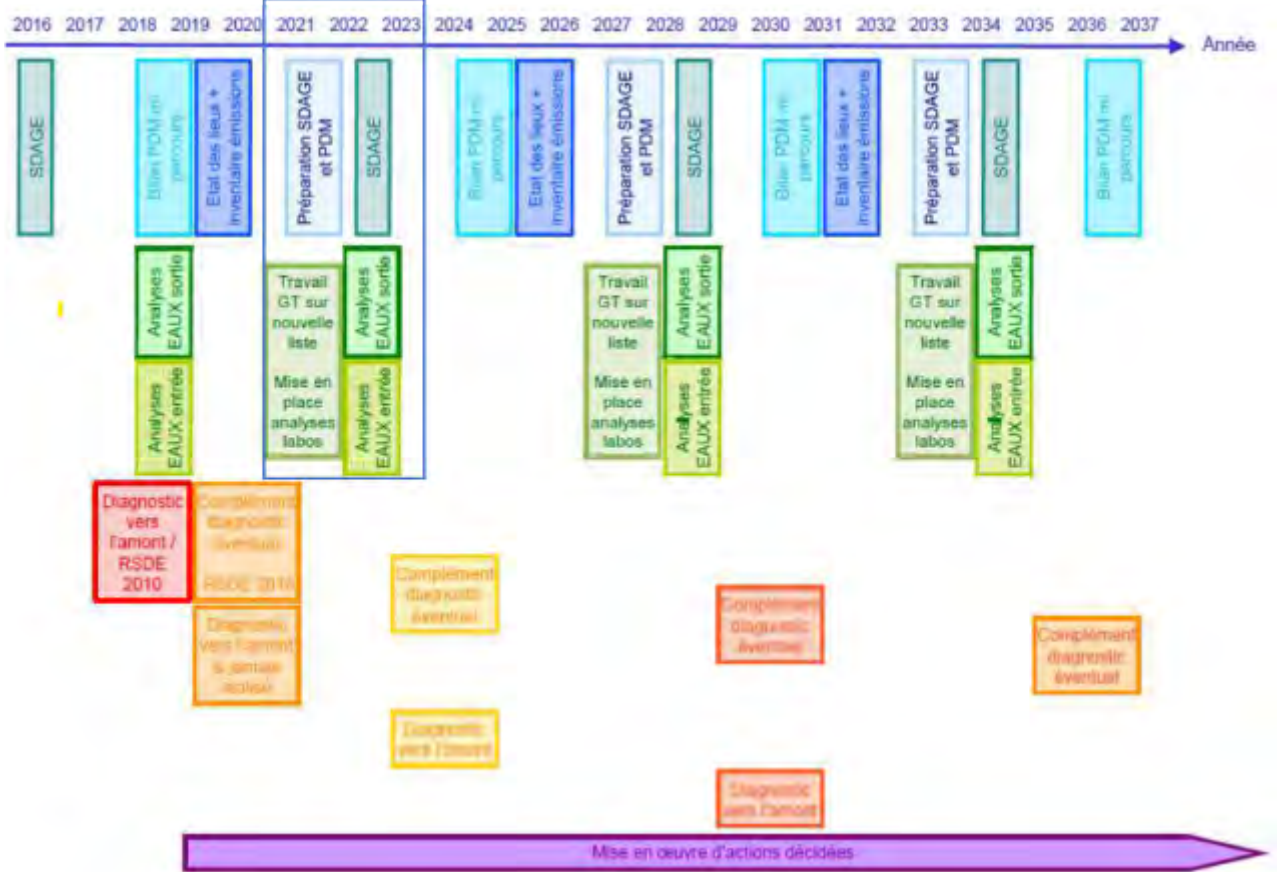 2016 2017 2018 2019 2020 2021 2022 2023 2024 2025 2026 2027 2028 2029 2030 2031 2032 2033 2034 2035 2036 2037
Année
SDAGE
Bilan PDM mi
parcours
Etat des lieux +
inventaire émissions
Préparation SDAGE
et PDM
SDAGE
Bilan PDM mi
parcours
Etat des lieux +
inventaire émissions
Préparation SDAGE
et PDM
SDAGE
Bilan PDM mi
parcours
Etat des lieux +
inventaire émissions
Préparation SDAGE
et PDM
SDAGE
Bilan PDM mi
parcours
Analyses
EAUX sortie
Analyses
EAUX entrée
Travail
GT sur
nouvelle
liste
Mise en
place
analyses
labos
Analyses
EAUX sortie
Analyses
EAUX entrée
Travail
GT sur
nouvelle
liste
Mise en
place
analyses
labos
Analyses
EAUX sortie
Analyses
EAUX entrée
Travail
GT sur
nouvelle
liste
Mise en
place
analyses
labos
Analyses
EAUX sortie
Analyses
EAUX entrée
Diagnostic
vers
l'amont /
RSDE
2010
Complément
diagnostic
éventuel
RSDE 2016
Diagnostic
vers l'amont
si jamais
réalisé
Complément
diagnostic
éventuel
Complément
diagnostic
éventuel
Complément
diagnostic
éventuel
Diagnostic
vers l'amont
Diagnostic
vers l'amont
Mise en œuvre d'actions décidées